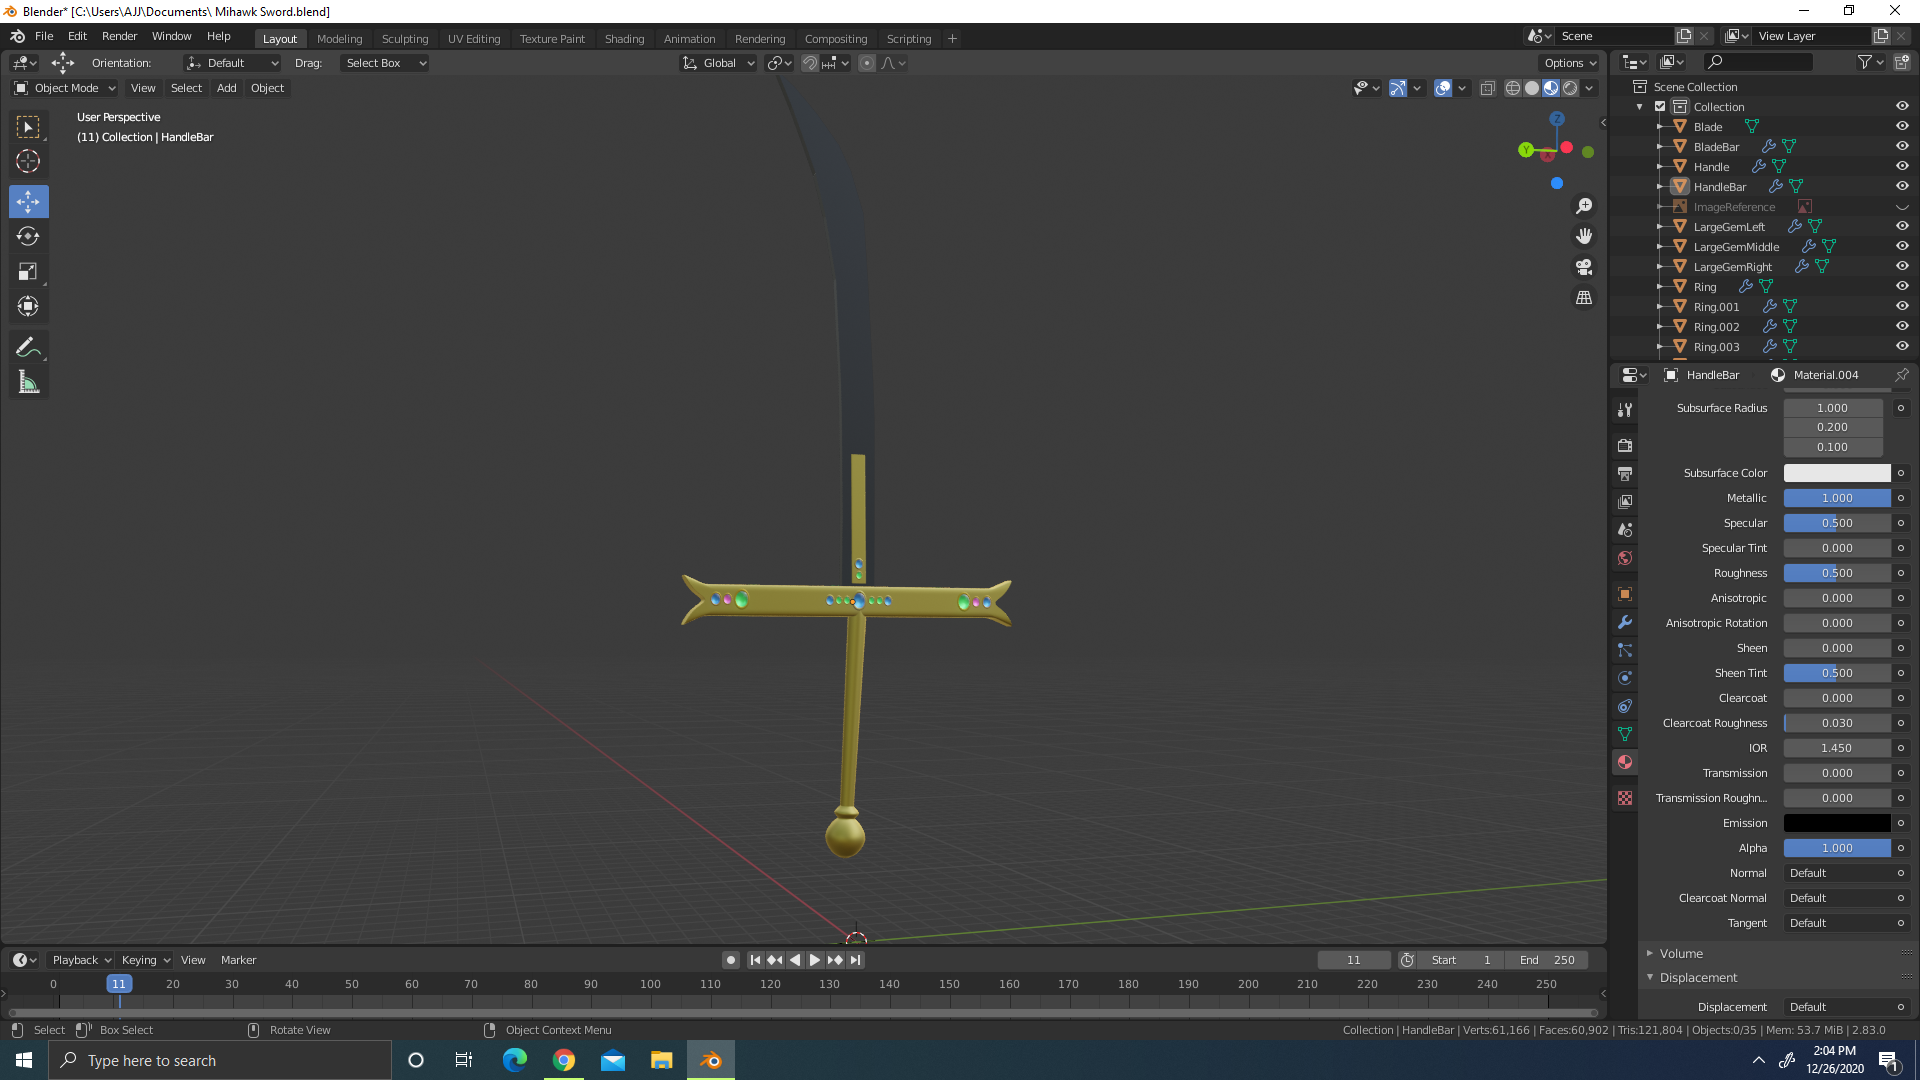 Blender* [C:\Users\AJJ\Documents\ Mihawk Sword.blend]
File Edit Render Window Help Layout Modeling Sculpting UV Editing Texture Paint Shading Animation Rendering Compositing Scripting + Scene View Layer
Orientation: Default Drag: Select Box Global Options
Object Mode View Select Add Object
User Perspective
(11) Collection | HandleBar
Z
Y
X
Scene Collection
Collection
Blade
BladeBar
Handle
HandleBar
ImageReference
LargeGemLeft
LargeGemMiddle
LargeGemRight
Ring
Ring.001
Ring.002
Ring.003
HandleBar Material.004
Subsurface Radius 1.000
0.200
0.100
Subsurface Color
Metallic 1.000
Specular 0.500
Specular Tint 0.000
Roughness 0.500
Anisotropic 0.000
Anisotropic Rotation 0.000
Sheen 0.000
Sheen Tint 0.500
Clearcoat 0.000
Clearcoat Roughness 0.030
IOR 1.450
Transmission 0.000
Transmission Roughn... 0.000
Emission
Alpha 1.000
Normal Default
Clearcoat Normal Default
Tangent Default
Volume
Displacement
Displacement Default
Playback Keying View Marker 11 Start 1 End 250
0 11 20 30 40 50 60 70 80 90 100 110 120 130 140 150 160 170 180 190 200 210 220 230 240 250
Select Box Select Rotate View Object Context Menu Collection | HandleBar | Verts:61,166 | Faces:60,902 | Tris:121,804 | Objects:0/35 | Mem: 53.7 MiB | 2.83.0
Type here to search
2:04 PM
12/26/2020
1